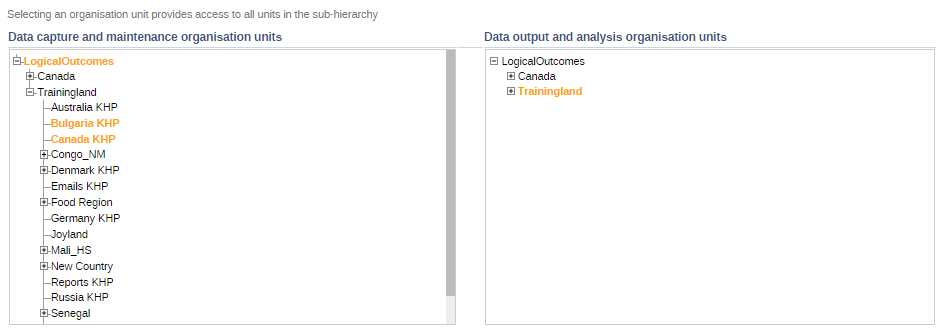 Selecting an organisation unit provides access to all units in the sub-hierarchy
Data capture and maintenance organisation units
LogicalOutcomes
Canada
Trainingland
Australia KHP
Bulgaria KHP
Canada KHP
Congo_NM
Denmark KHP
Emails KHP
Food Region
Germany KHP
Joyland
Mali_HS
New Country
Reports KHP
Russia KHP
Senegal
Data output and analysis organisation units
LogicalOutcomes
Canada
Trainingland